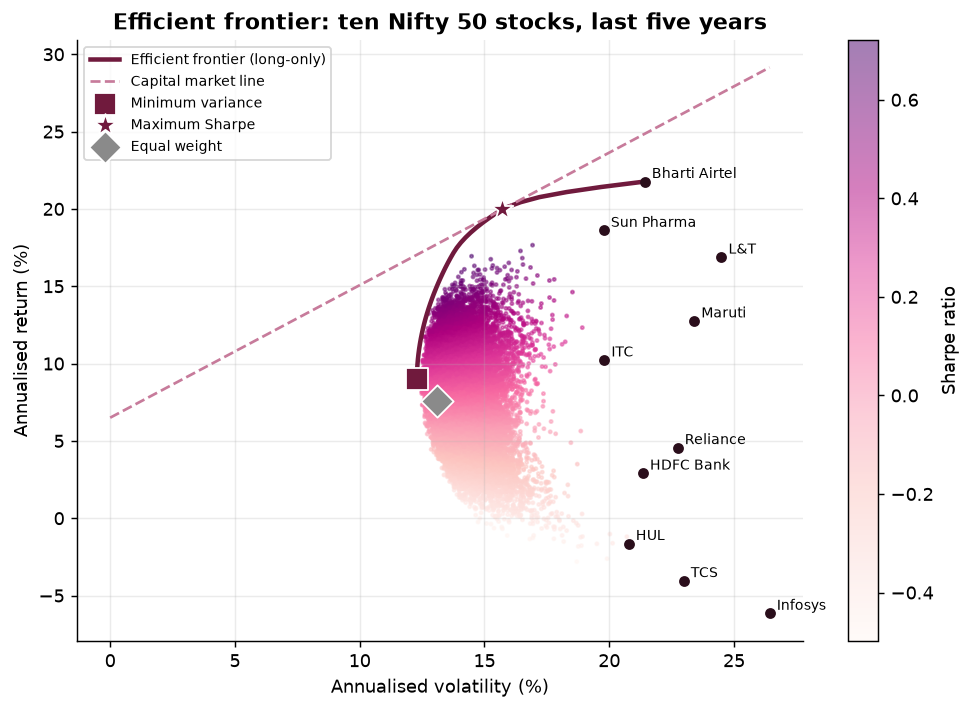 Efficient frontier: ten Nifty 50 stocks, last five years
Efficient frontier (long-only)
Capital market line
Minimum variance
Maximum Sharpe
Equal weight
30
25
20
15
10
5
0
−5
Annualised return (%)
Bharti Airtel
Sun Pharma
L&T
Maruti
ITC
Reliance
HDFC Bank
HUL
TCS
Infosys
0
5
10
15
20
25
Annualised volatility (%)
0.6
0.4
0.2
0.0
−0.2
−0.4
Sharpe ratio